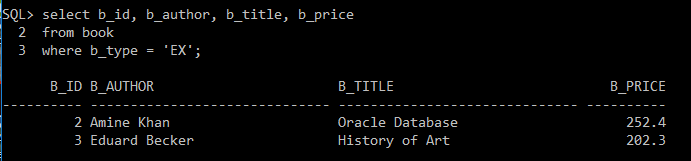 SQL> select b_id, b_author, b_title, b_price
  2  from book
  3  where b_type = 'EX';
      B_ID B_AUTHOR                       B_TITLE                           B_PRICE
---------- ------------------------------ ------------------------------ ----------
         2 Amine Khan                     Oracle Database                     252.4
         3 Eduard Becker                  History of Art                      202.3